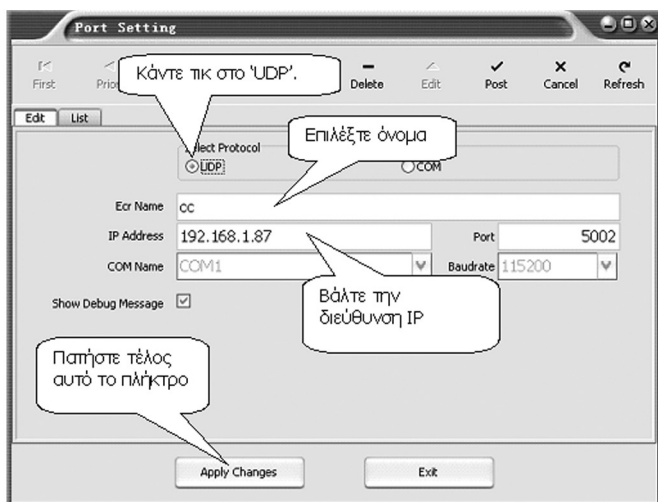 Port Setting
First
Delete
Edit
Post
Cancel
Refresh
Κάντε τικ στο 'UDP'.
Edit
List
Επιλέξτε όνομα
Protocol
UDP
COM
Ecr Name
cc
IP Address
192.168.1.87
Port
5002
COM Name
COM1
Baudrate
115200
Show Debug Message
Βάλτε την
διεύθυνση IP
Πατήστε τέλος
αυτό το πλήκτρο
Apply Changes
Exit